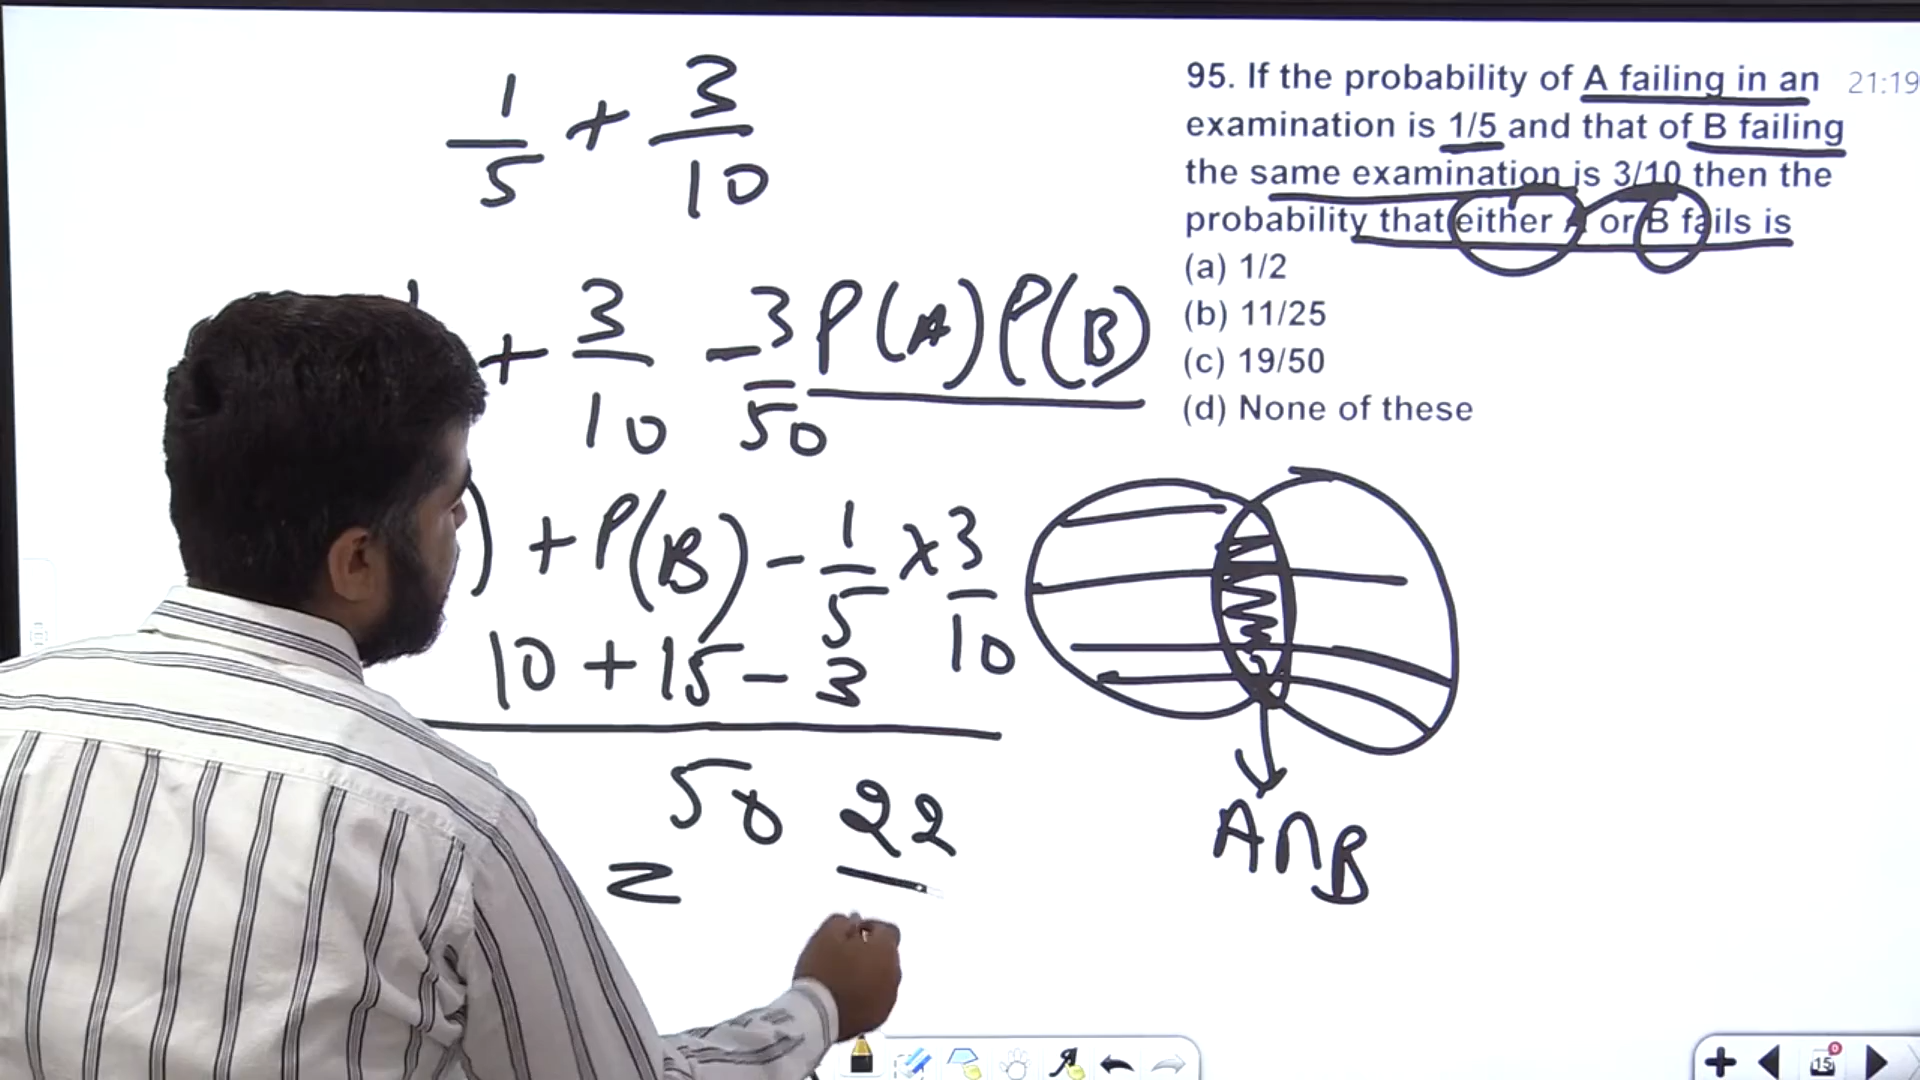 1/5 + 3/10
+ 3/10 - 3/50 P(A) P(B)
) + P(B) - 1/5 × 3/10
10 + 15 - 3
50
= 22
95. If the probability of A failing in an
examination is 1/5 and that of B failing
the same examination is 3/10 then the
probability that either A or B fails is
(a) 1/2
(b) 11/25
(c) 19/50
(d) None of these
21:19
A∩B
15
0